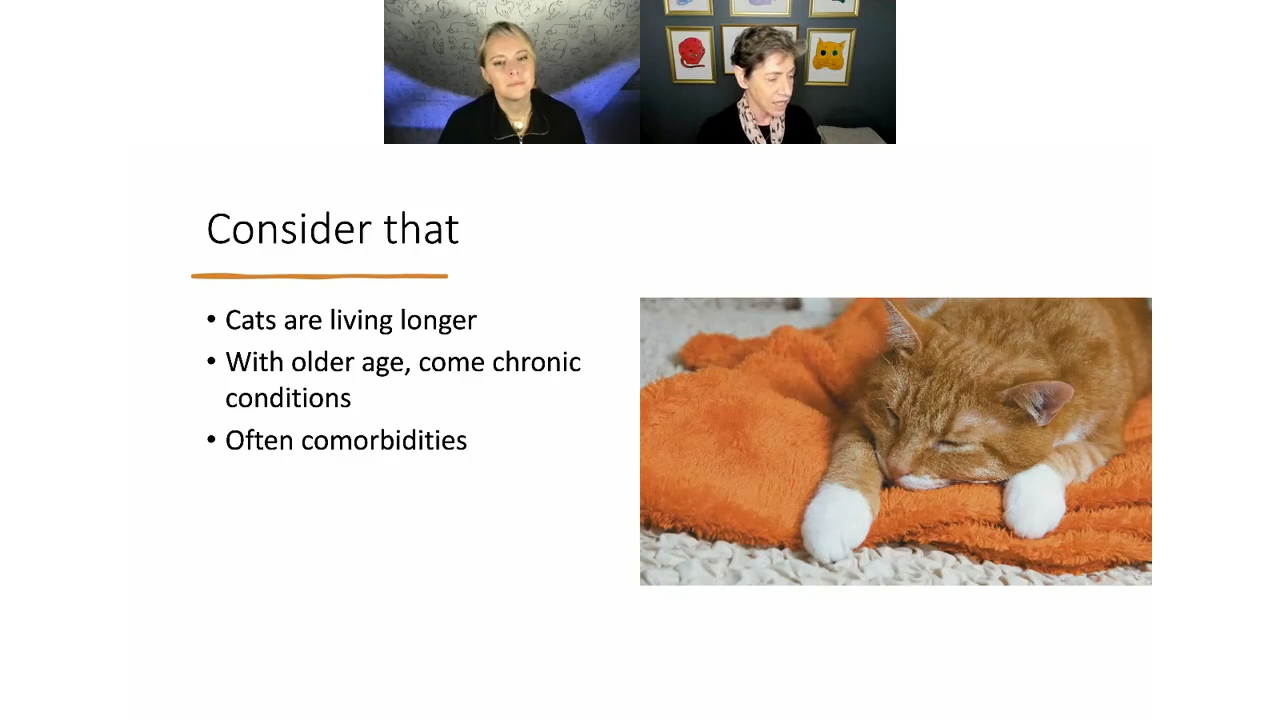 Consider that
• Cats are living longer
• With older age, come chronic
conditions
• Often comorbidities